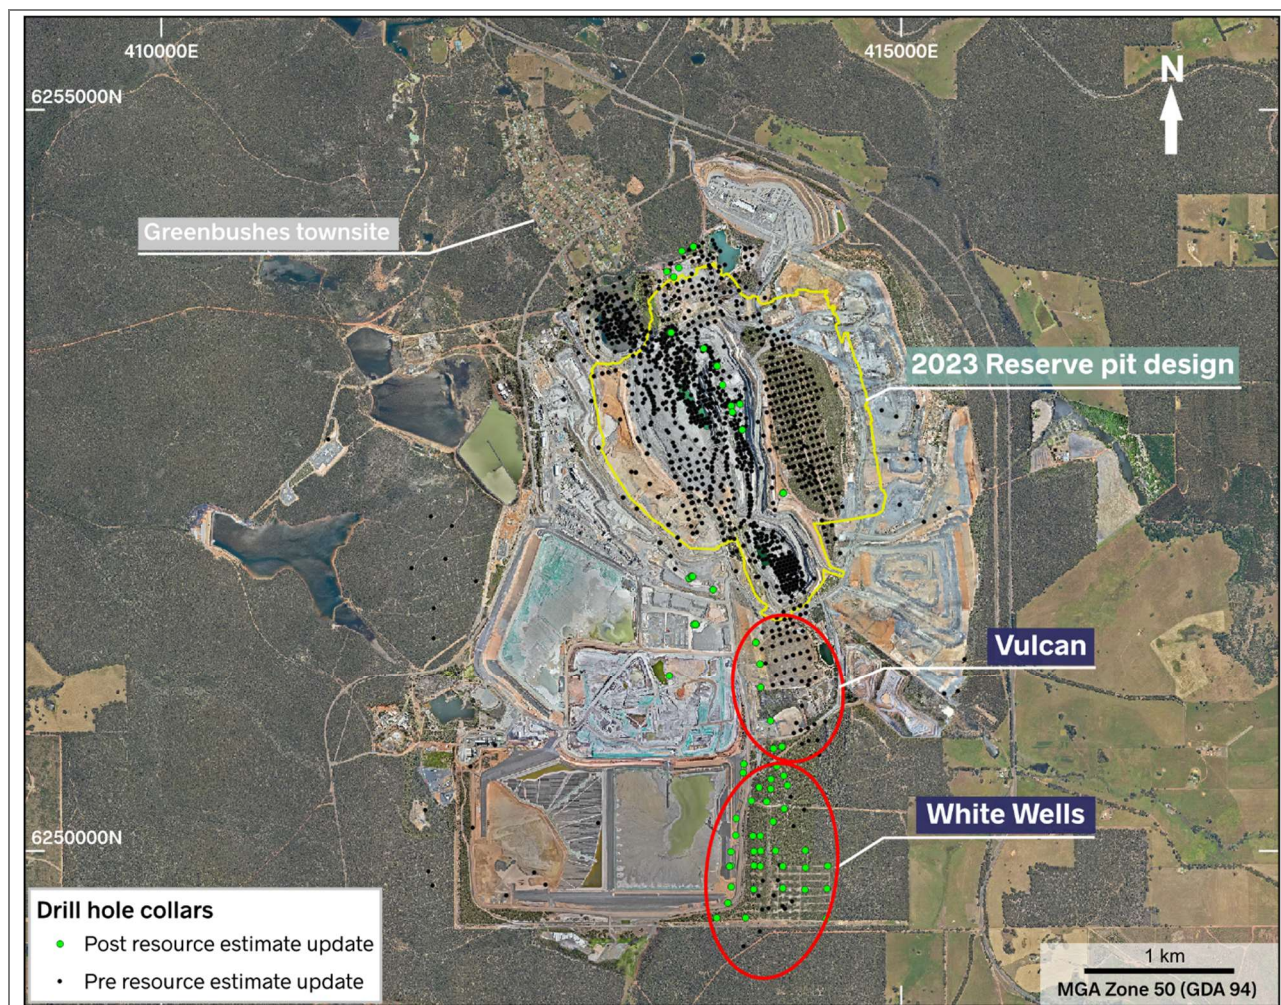 410000E
415000E
6255000N
N
Greenbushes townsite
2023 Reserve pit design
Vulcan
White Wells
6250000N
Drill hole collars
Post resource estimate update
Pre resource estimate update
1 km
MGA Zone 50 (GDA 94)